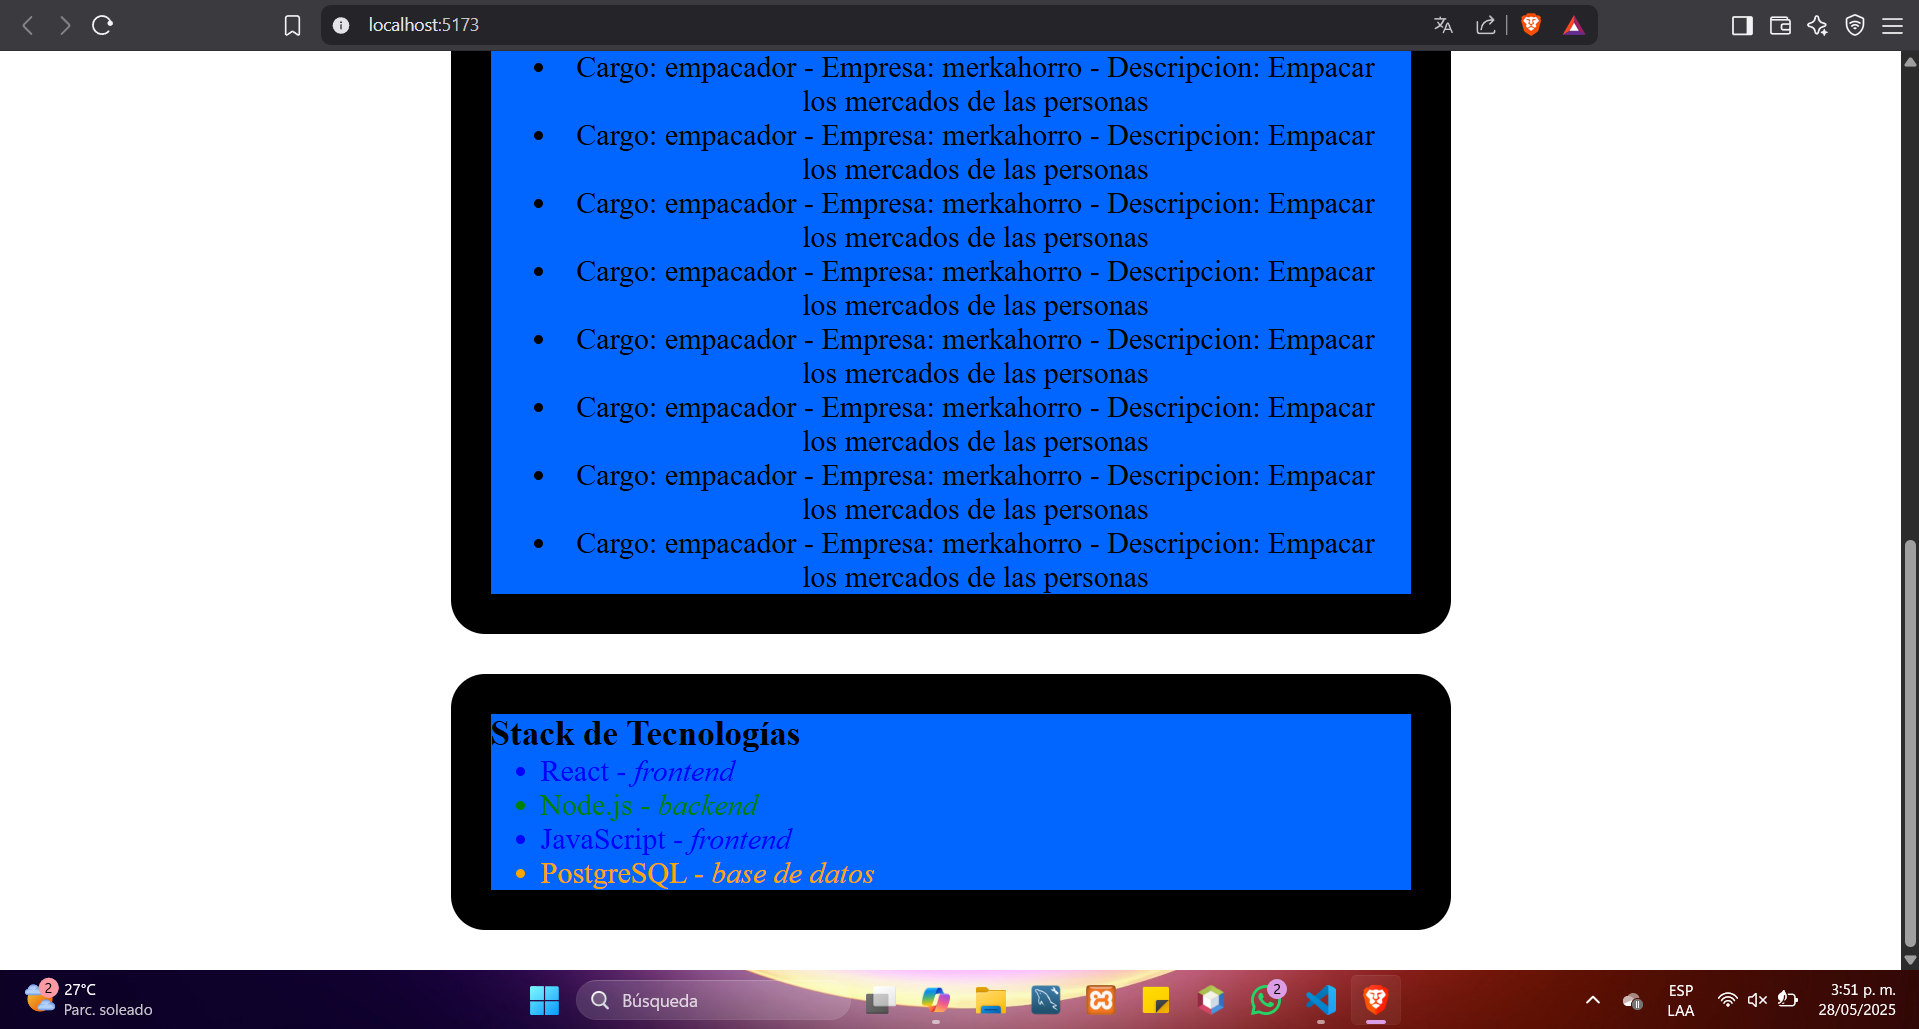 localhost:5173
• Cargo: empacador - Empresa: merkahorro - Descripcion: Empacar
los mercados de las personas
• Cargo: empacador - Empresa: merkahorro - Descripcion: Empacar
los mercados de las personas
• Cargo: empacador - Empresa: merkahorro - Descripcion: Empacar
los mercados de las personas
• Cargo: empacador - Empresa: merkahorro - Descripcion: Empacar
los mercados de las personas
• Cargo: empacador - Empresa: merkahorro - Descripcion: Empacar
los mercados de las personas
• Cargo: empacador - Empresa: merkahorro - Descripcion: Empacar
los mercados de las personas
• Cargo: empacador - Empresa: merkahorro - Descripcion: Empacar
los mercados de las personas
• Cargo: empacador - Empresa: merkahorro - Descripcion: Empacar
los mercados de las personas
Stack de Tecnologías
• React - frontend
• Node.js - backend
• JavaScript - frontend
• PostgreSQL - base de datos
2
27°C
Parc. soleado
Búsqueda
2
ESP
LAA
3:51 p. m.
28/05/2025